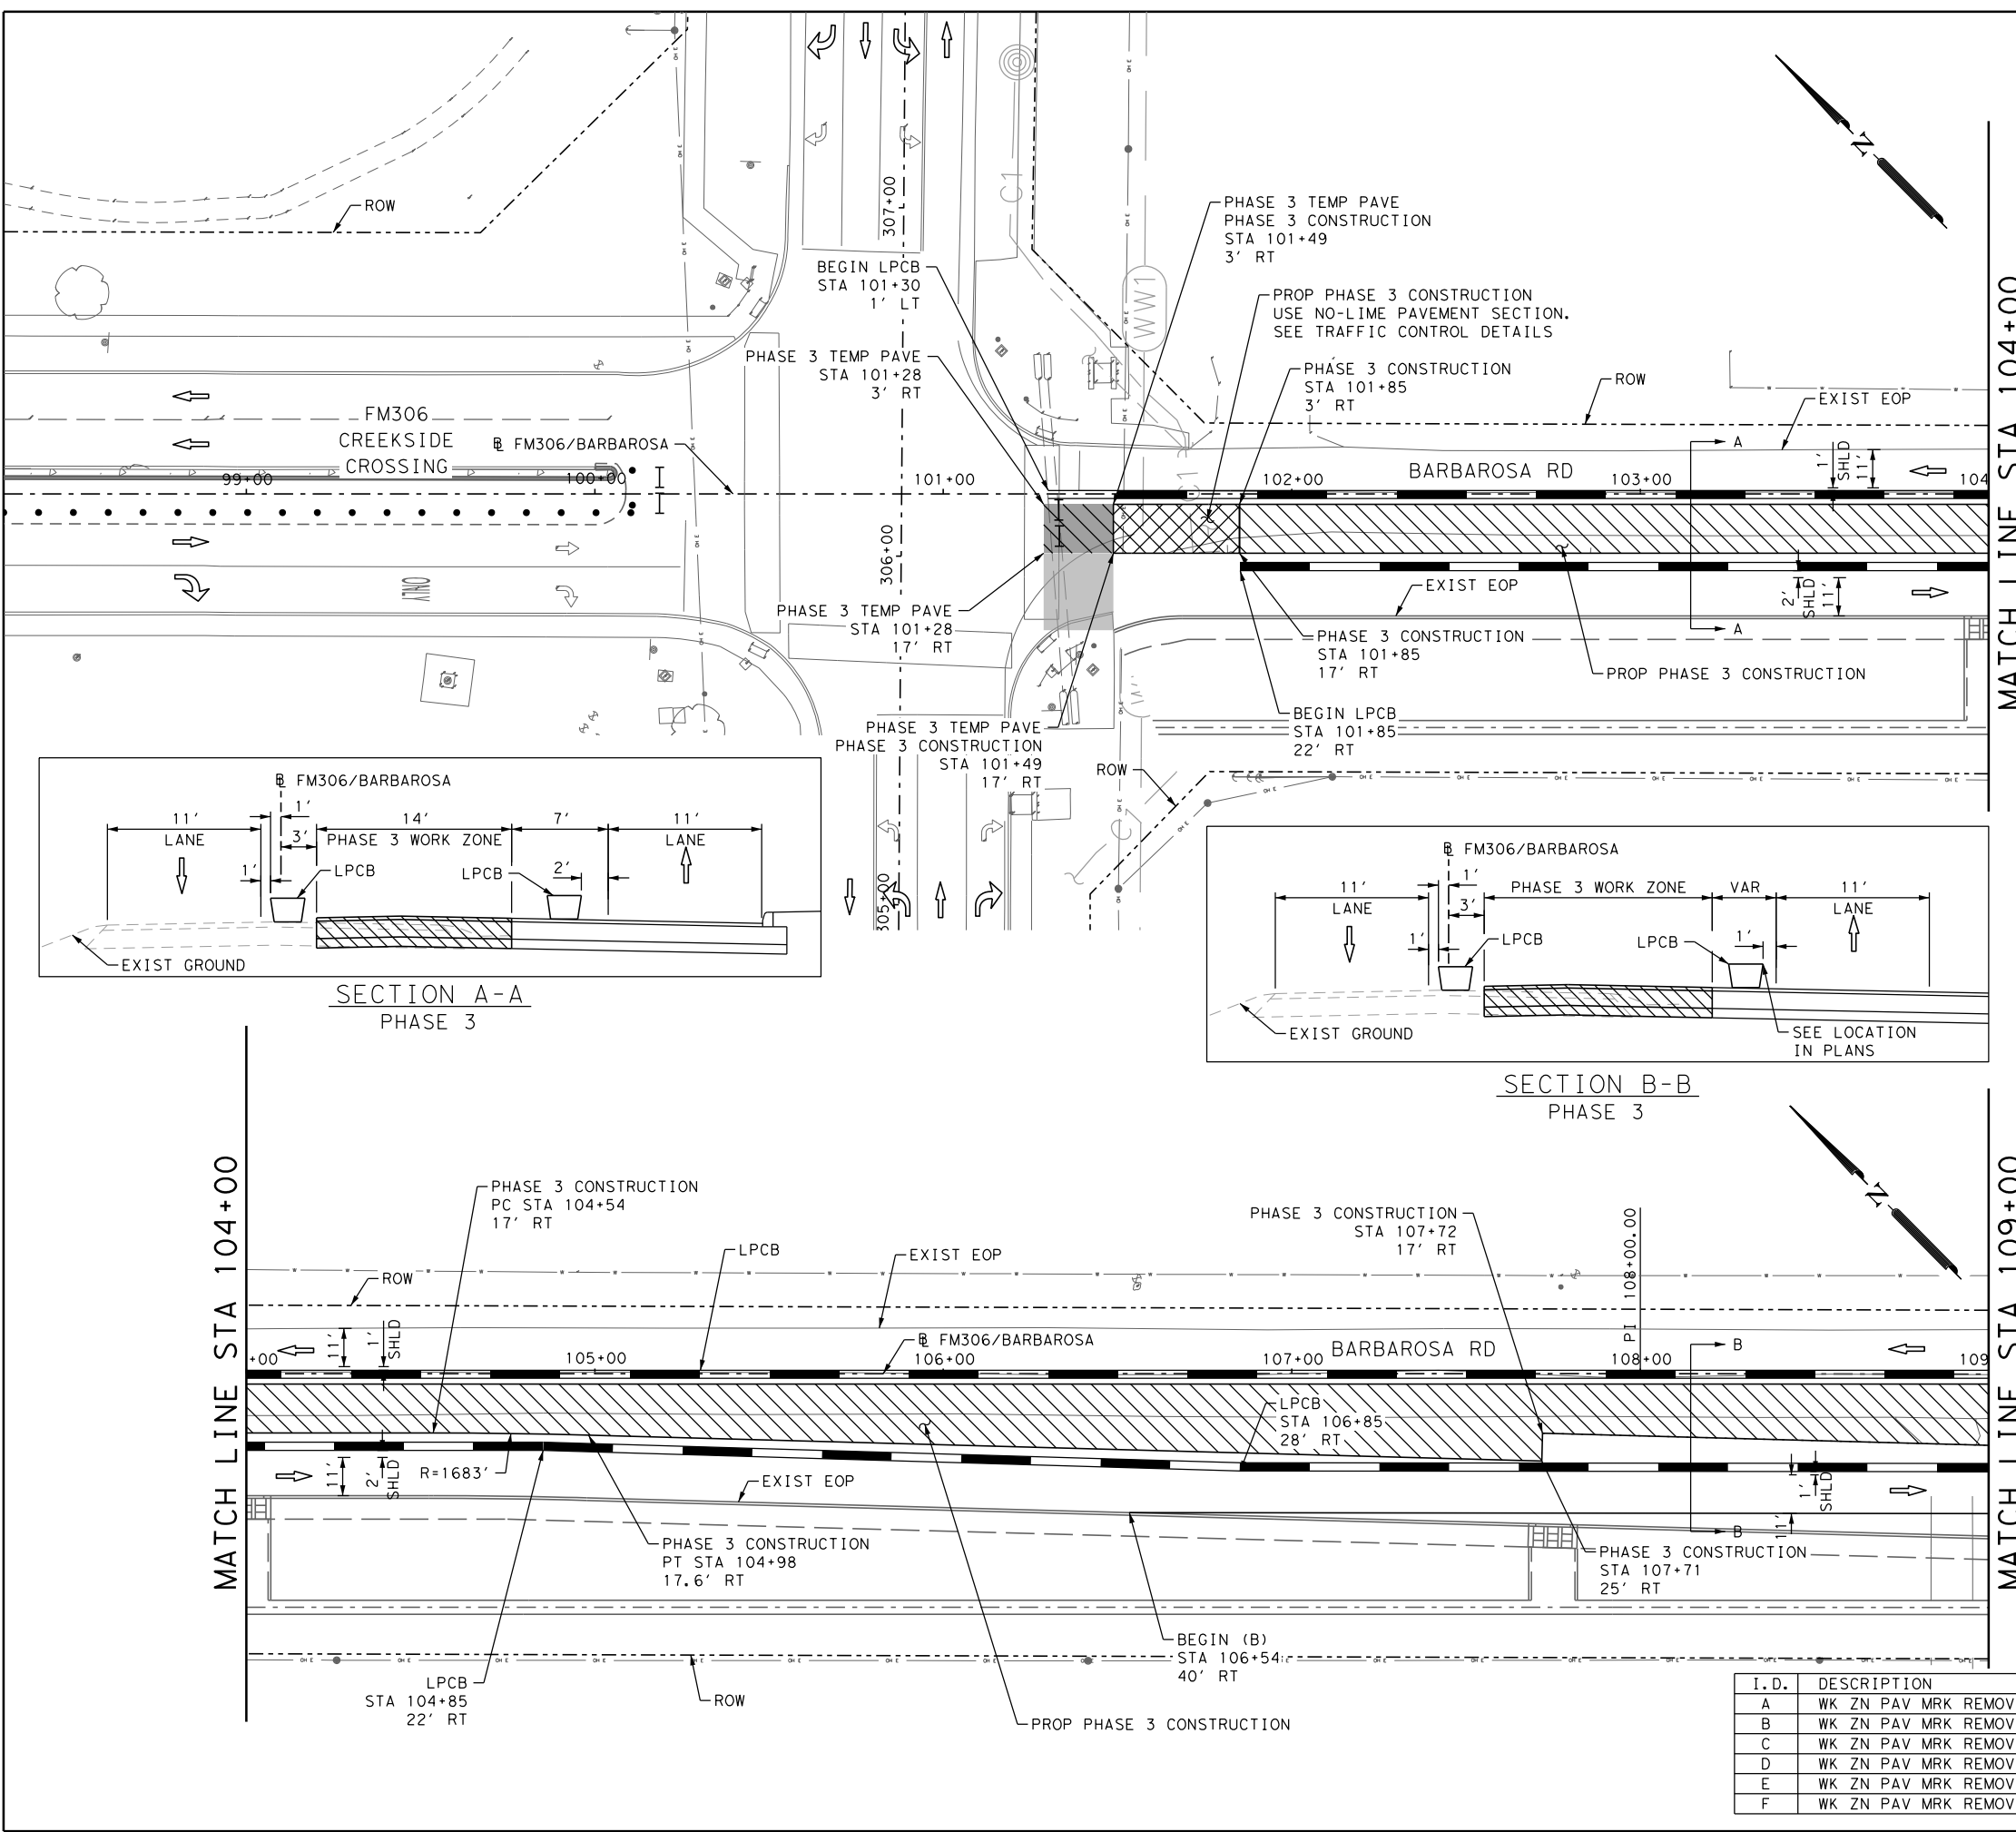 ROW
307+00
C1
PHASE 3 TEMP PAVE
PHASE 3 CONSTRUCTION
STA 101+49
3' RT
N
BEGIN LPCB
STA 101+30
1' LT
WW1
PROP PHASE 3 CONSTRUCTION
USE NO-LIME PAVEMENT SECTION.
SEE TRAFFIC CONTROL DETAILS
PHASE 3 TEMP PAVE
STA 101+28
3' RT
PHASE 3 CONSTRUCTION
STA 101+85
3' RT
ROW
EXIST EOP
MATCH LINE STA 104+00
FM306
CREEKSIDE
CROSSING
℄ FM306/BARBAROSA
A
BARBAROSA RD
1'
SHLD
11'
99+00
100+00
101+00
102+00
103+00
104
306+00
ONLY
EXIST EOP
2'
SHLD
11'
PHASE 3 TEMP PAVE
STA 101+28
17' RT
A
PHASE 3 CONSTRUCTION
STA 101+85
17' RT
PROP PHASE 3 CONSTRUCTION
BEGIN LPCB
STA 101+85
22' RT
PHASE 3 TEMP PAVE
PHASE 3 CONSTRUCTION
STA 101+49
17' RT
ROW
OH E
305+00
℄ FM306/BARBAROSA
11'
LANE
1'
3'
14'
PHASE 3 WORK ZONE
7'
11'
LANE
1'
LPCB
LPCB
2'
EXIST GROUND
SECTION A-A
PHASE 3
℄ FM306/BARBAROSA
11'
LANE
1'
3'
PHASE 3 WORK ZONE
VAR
11'
LANE
1'
LPCB
LPCB
1'
EXIST GROUND
SEE LOCATION
IN PLANS
SECTION B-B
PHASE 3
MATCH LINE STA 104+00
PHASE 3 CONSTRUCTION
PC STA 104+54
17' RT
LPCB
EXIST EOP
ROW
PHASE 3 CONSTRUCTION
STA 107+72
17' RT
PI 108+00.00
N
MATCH LINE STA 109+00
11'
1'
SHLD
℄ FM306/BARBAROSA
BARBAROSA RD
B
+00
105+00
106+00
107+00
108+00
109
LPCB
STA 106+85
28' RT
11'
2'
SHLD
R=1683'
EXIST EOP
1'
SHLD
11'
B
PHASE 3 CONSTRUCTION
PT STA 104+98
17.6' RT
PHASE 3 CONSTRUCTION
STA 107+71
25' RT
BEGIN (B)
STA 106+54
40' RT
LPCB
STA 104+85
22' RT
ROW
PROP PHASE 3 CONSTRUCTION
I.D. DESCRIPTION
A WK ZN PAV MRK REMOV
B WK ZN PAV MRK REMOV
C WK ZN PAV MRK REMOV
D WK ZN PAV MRK REMOV
E WK ZN PAV MRK REMOV
F WK ZN PAV MRK REMOV